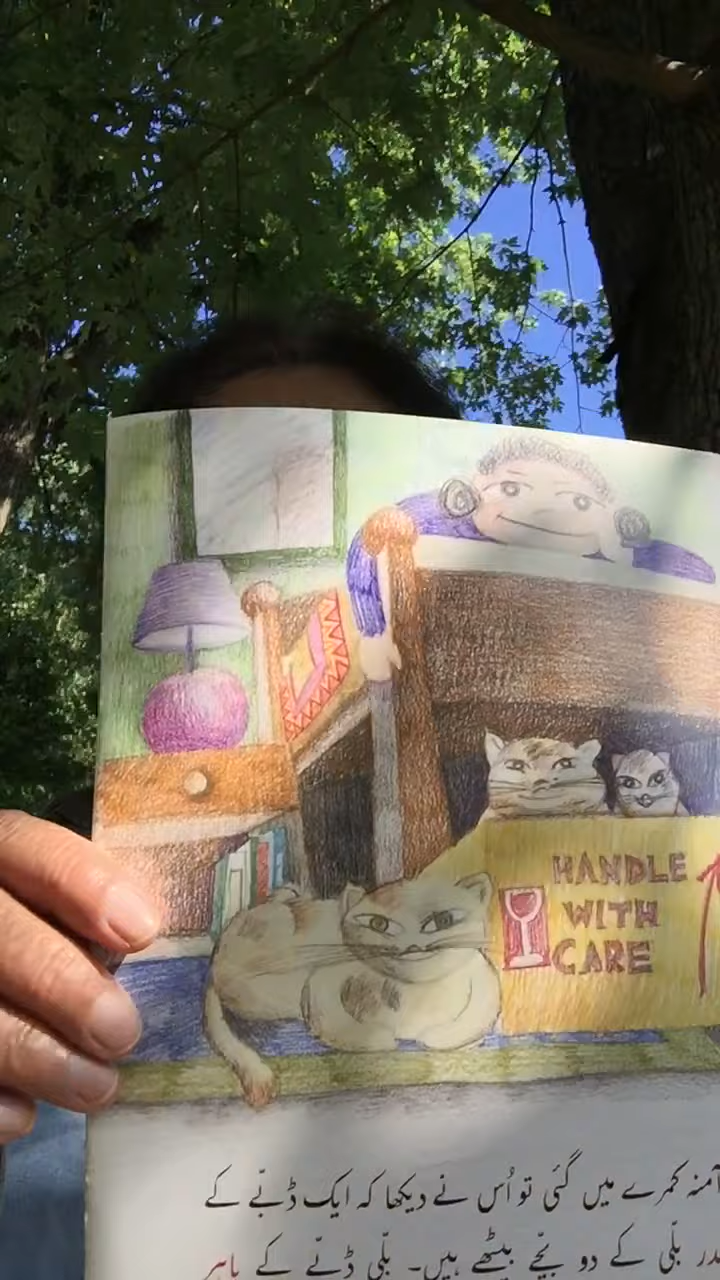 HANDLE
WITH
CARE
آمنہ کمرے میں گئی تو اُس نے دیکھا کہ ایک ڈبّے کے
بلّی کے دو بچّے بیٹھے ہیں۔ بلّی ڈبّے کے باہر